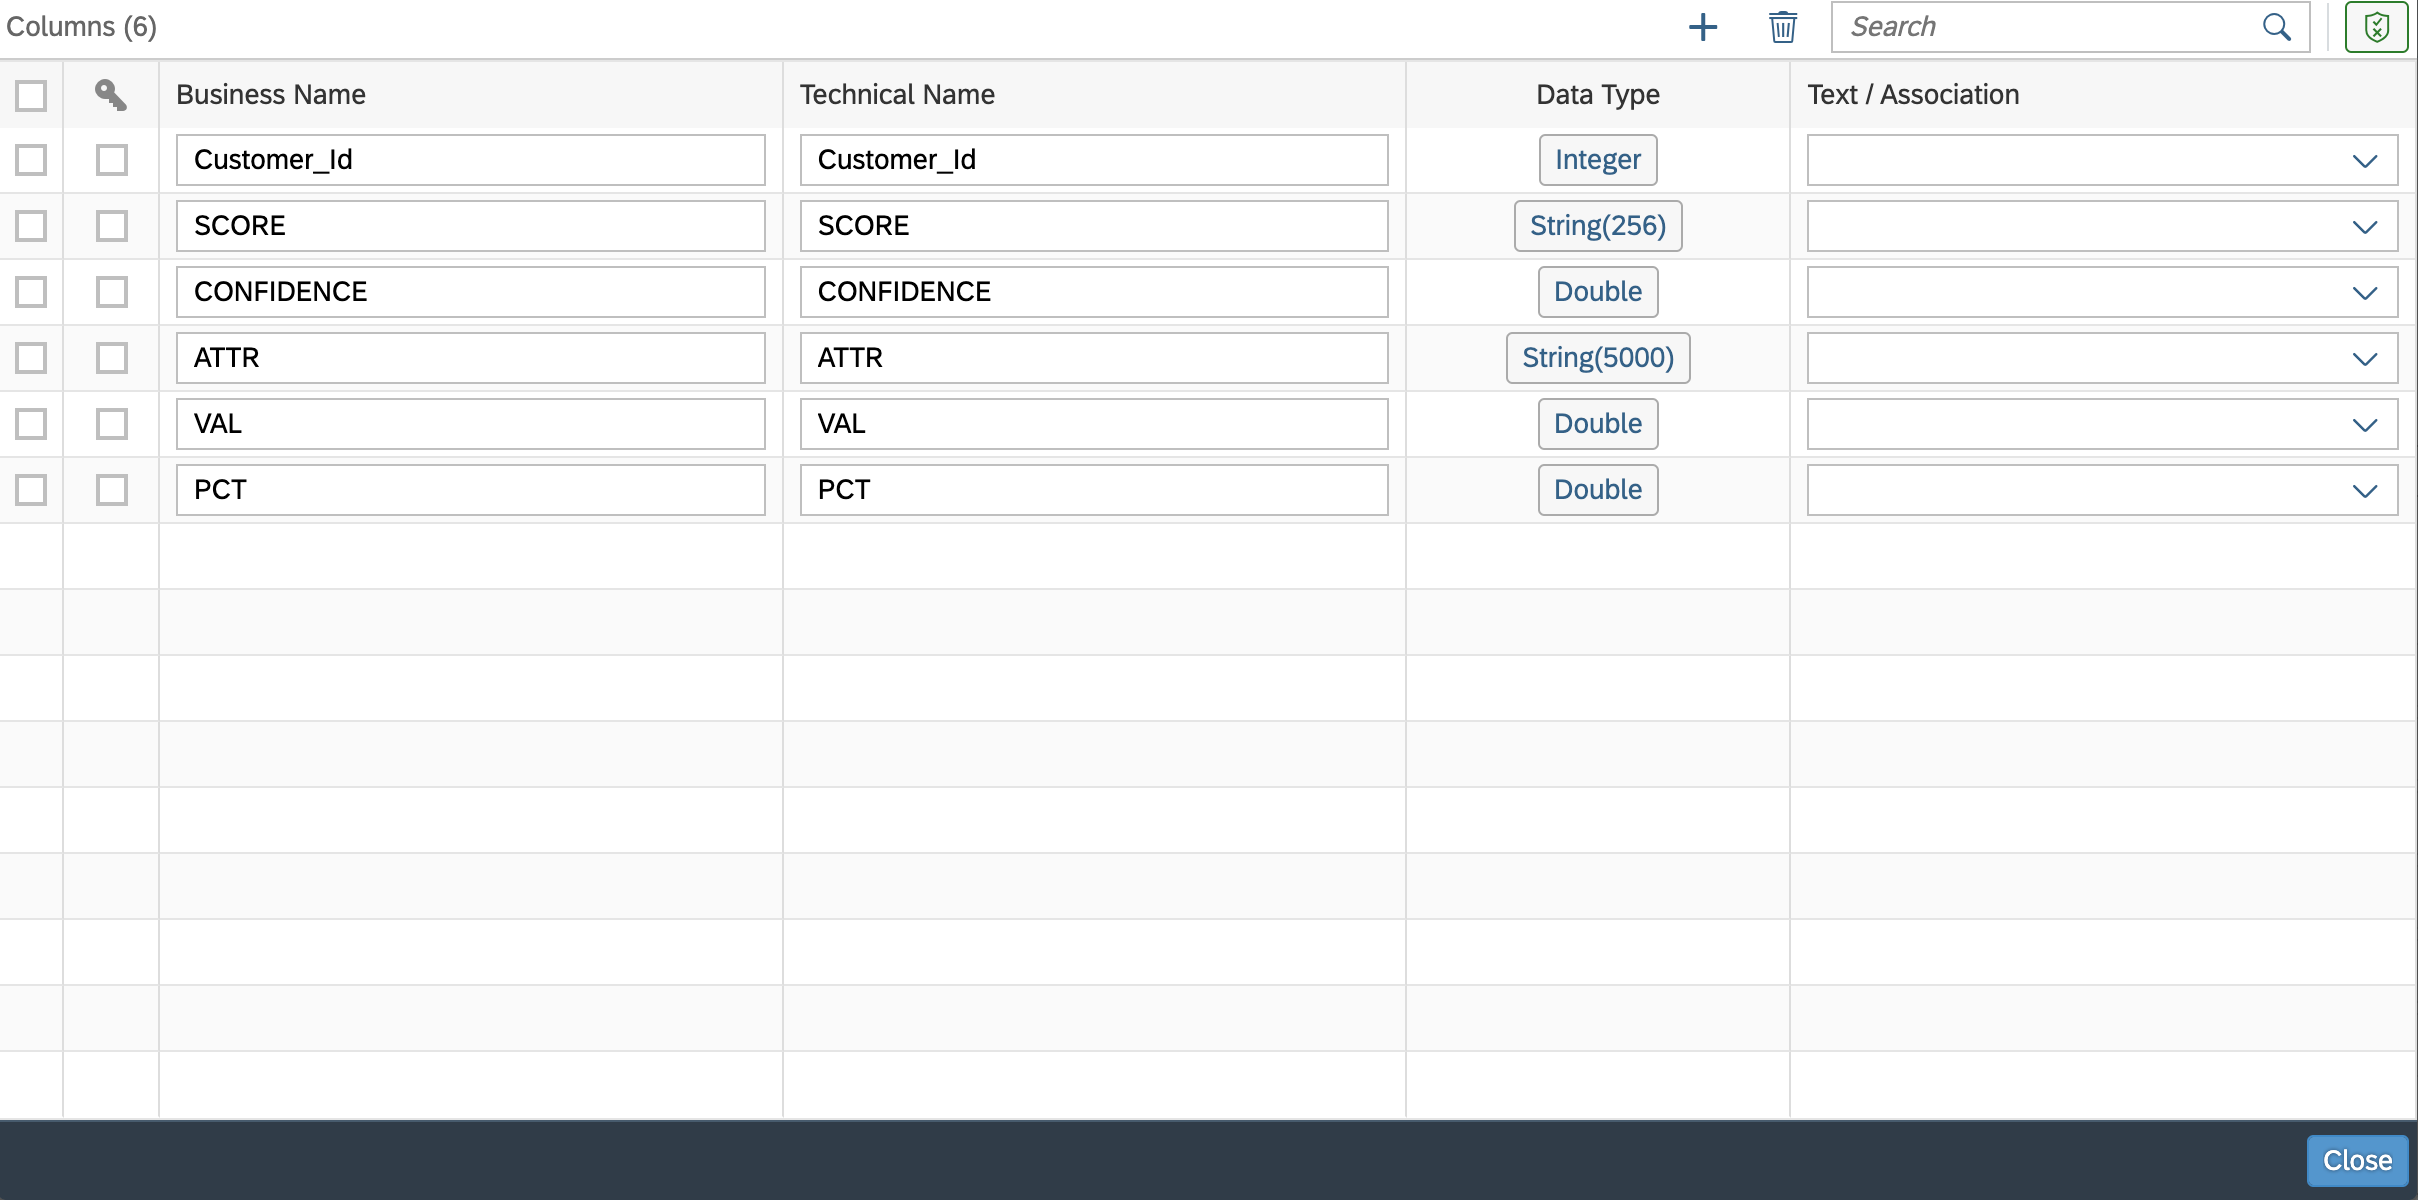 Columns (6) Search
Business Name Technical Name Data Type Text / Association
Customer_Id Customer_Id Integer
SCORE SCORE String(256)
CONFIDENCE CONFIDENCE Double
ATTR ATTR String(5000)
VAL VAL Double
PCT PCT Double
Close